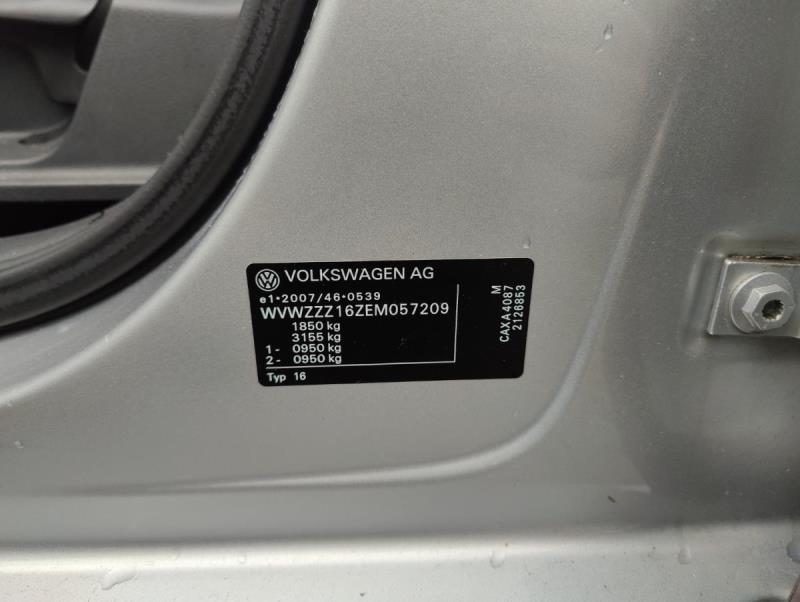 VOLKSWAGEN AG
e1*2007/46*0539
WVWZZZ16ZEM057209
1850 kg
3155 kg
1- 0950 kg
2- 0950 kg
Typ 16
M
CAXA4087
2126853